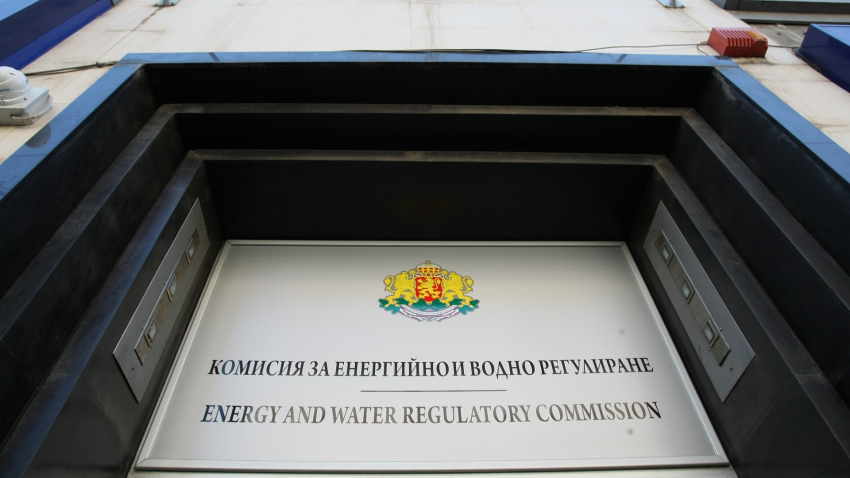 КОМИСИЯ ЗА ЕНЕРГИЙНО И ВОДНО РЕГУЛИРАНЕ
ENERGY AND WATER REGULATORY COMMISSION